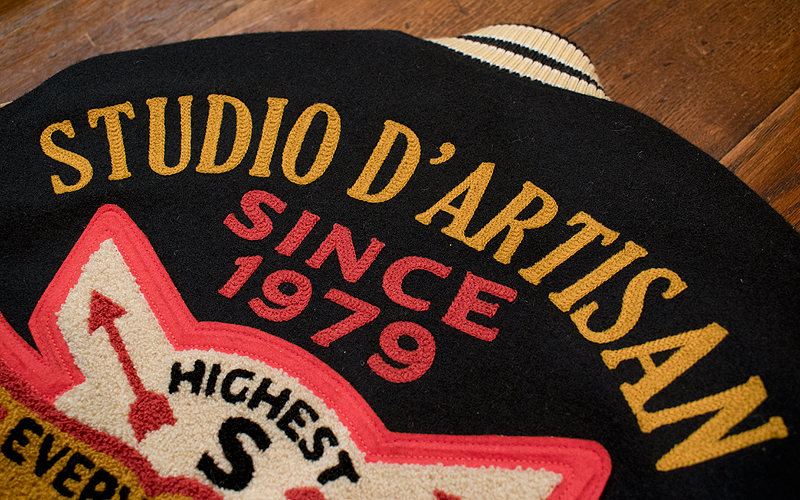 STUDIO D'ARTISAN
SINCE
1979
HIGHEST
S